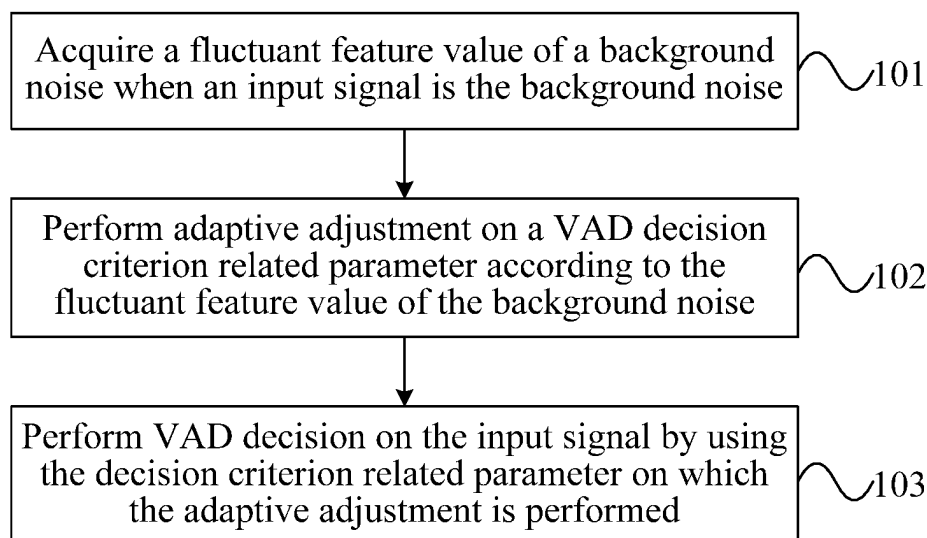 Acquire a fluctuant feature value of a background
noise when an input signal is the background noise
101
Perform adaptive adjustment on a VAD decision
criterion related parameter according to the
fluctuant feature value of the background noise
102
Perform VAD decision on the input signal by using
the decision criterion related parameter on which
the adaptive adjustment is performed
103